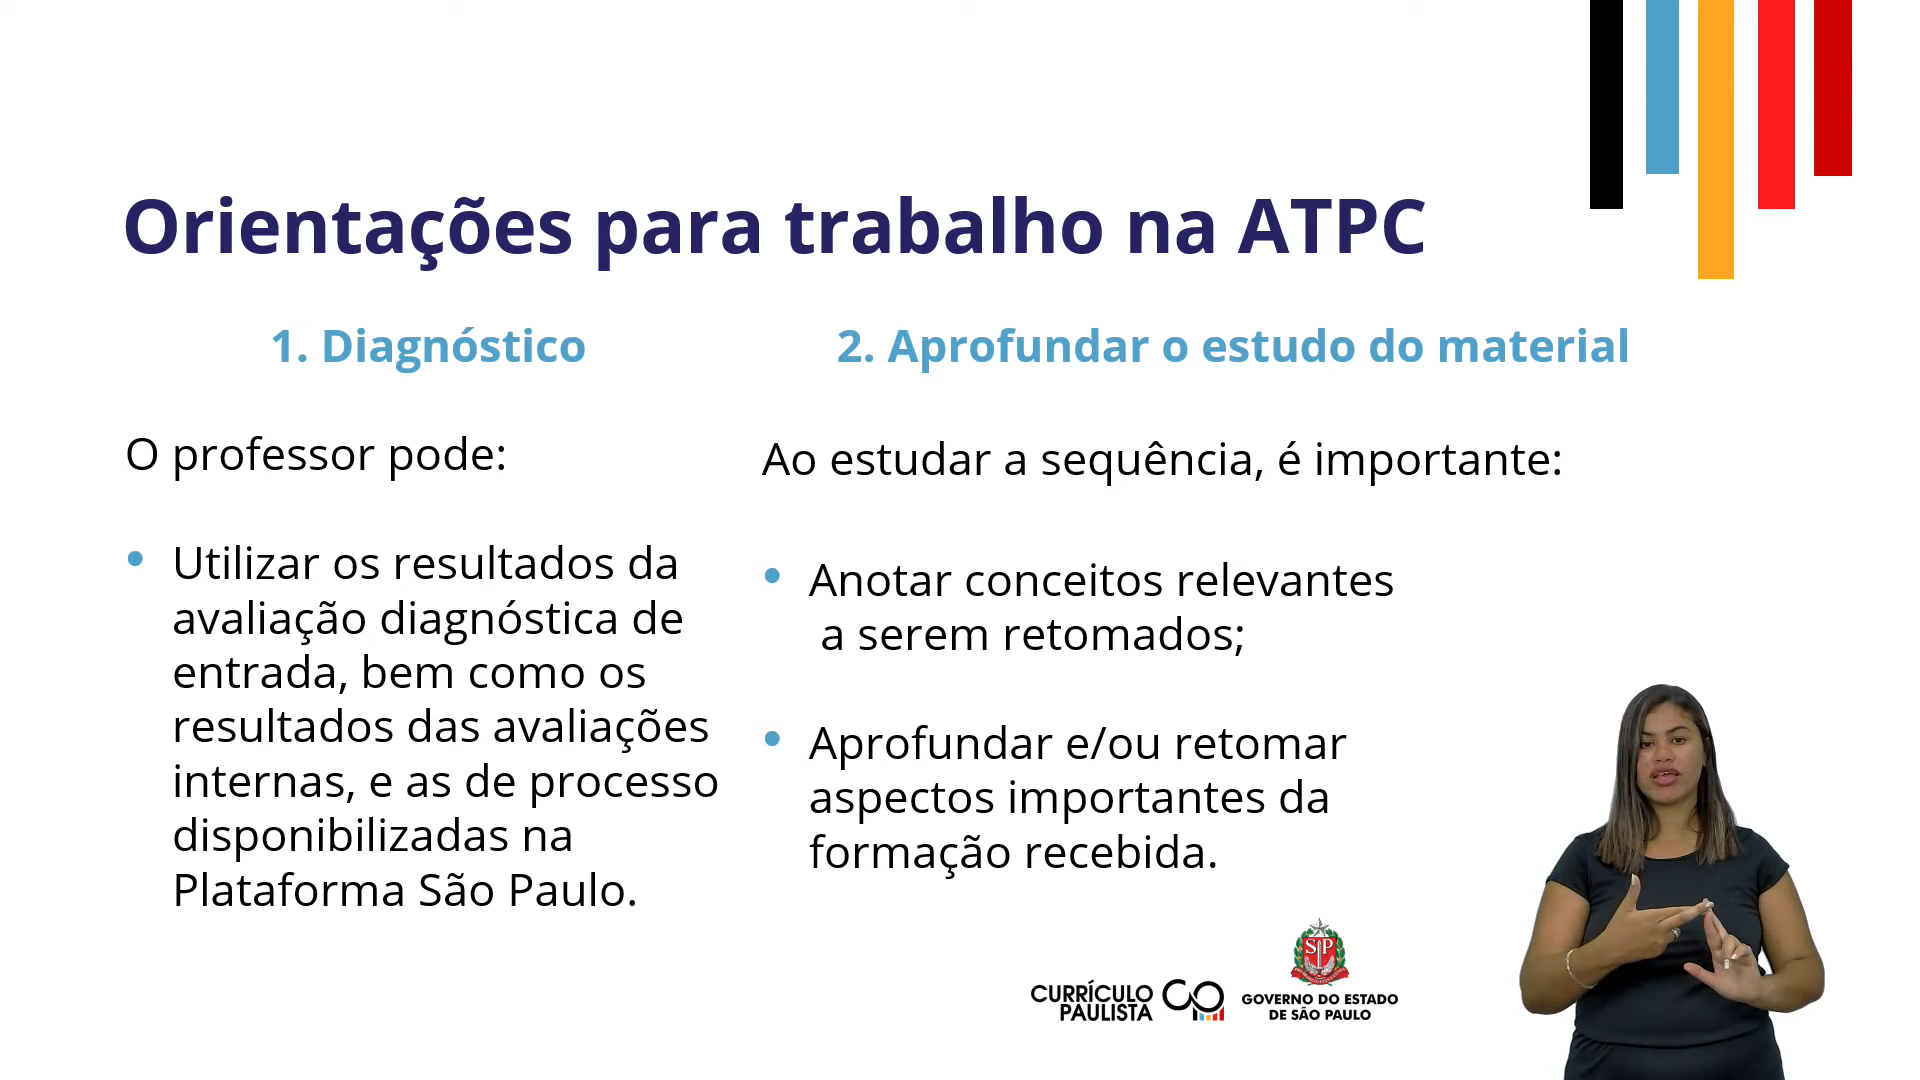 Orientações para trabalho na ATPC
1. Diagnóstico
O professor pode:
Utilizar os resultados da
avaliação diagnóstica de
entrada, bem como os
resultados das avaliações
internas, e as de processo
disponibilizadas na
Plataforma São Paulo.
2. Aprofundar o estudo do material
Ao estudar a sequência, é importante:
Anotar conceitos relevantes
a serem retomados;
Aprofundar e/ou retomar
aspectos importantes da
formação recebida.
CURRÍCULO
PAULISTA
SP
GOVERNO DO ESTADO
DE SÃO PAULO